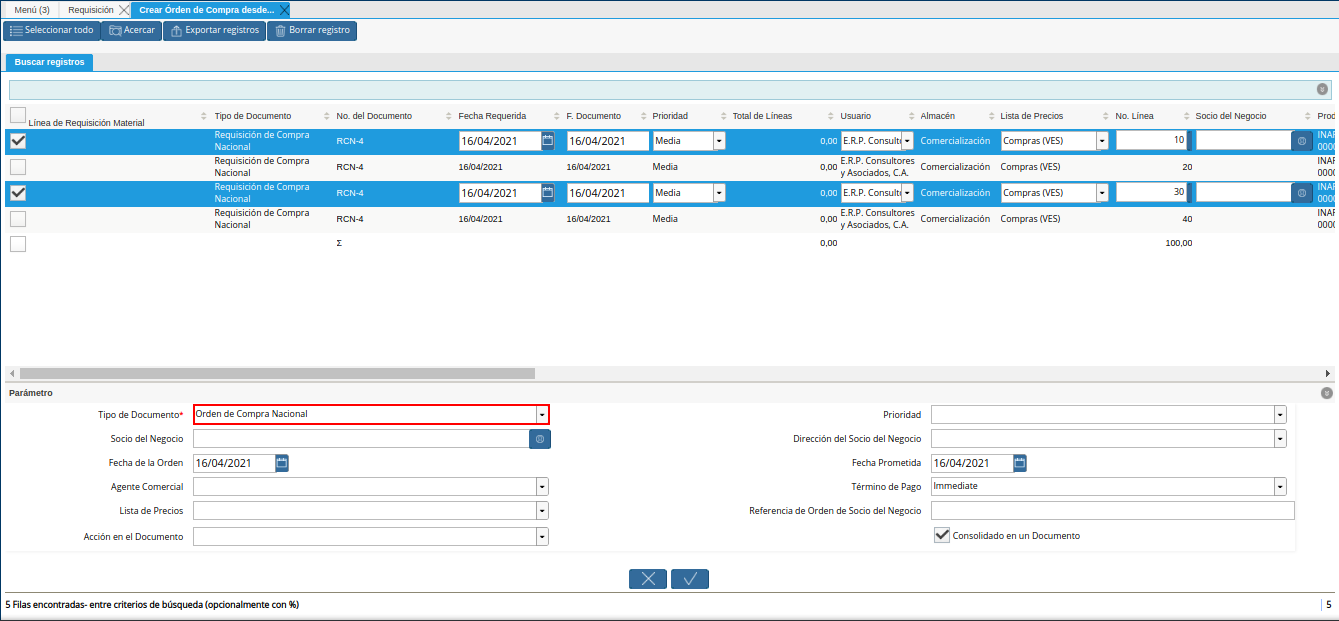 Menú (3) Requisición Crear Órden de Compra desde...
Seleccionar todo Acercar Exportar registros Borrar registro
Buscar registros
Línea de Requisición Material Tipo de Documento No. del Documento Fecha Requerida F. Documento Prioridad Total de Líneas Usuario Almacén Lista de Precios No. Línea Socio del Negocio Prod
Requisición de Compra Nacional RCN-4 16/04/2021 16/04/2021 Media 0,00 E.R.P. Consulto Comercialización Compras (VES) 10 INAF 0000
Requisición de Compra Nacional RCN-4 16/04/2021 16/04/2021 Media 0,00 E.R.P. Consultores y Asociados, C.A. Comercialización Compras (VES) 20 INAF 0000
Requisición de Compra Nacional RCN-4 16/04/2021 16/04/2021 Media 0,00 E.R.P. Consulto Comercialización Compras (VES) 30 INAF 0000
Requisición de Compra Nacional RCN-4 16/04/2021 16/04/2021 Media 0,00 E.R.P. Consultores y Asociados, C.A. Comercialización Compras (VES) 40 INAF 0000
Σ 0,00 100,00
Parámetro
Tipo de Documento* Orden de Compra Nacional Prioridad
Socio del Negocio Dirección del Socio del Negocio
Fecha de la Orden 16/04/2021 Fecha Prometida 16/04/2021
Agente Comercial Término de Pago Immediate
Lista de Precios Referencia de Orden de Socio del Negocio
Acción en el Documento Consolidado en un Documento
5 Filas encontradas- entre criterios de búsqueda (opcionalmente con %) 5